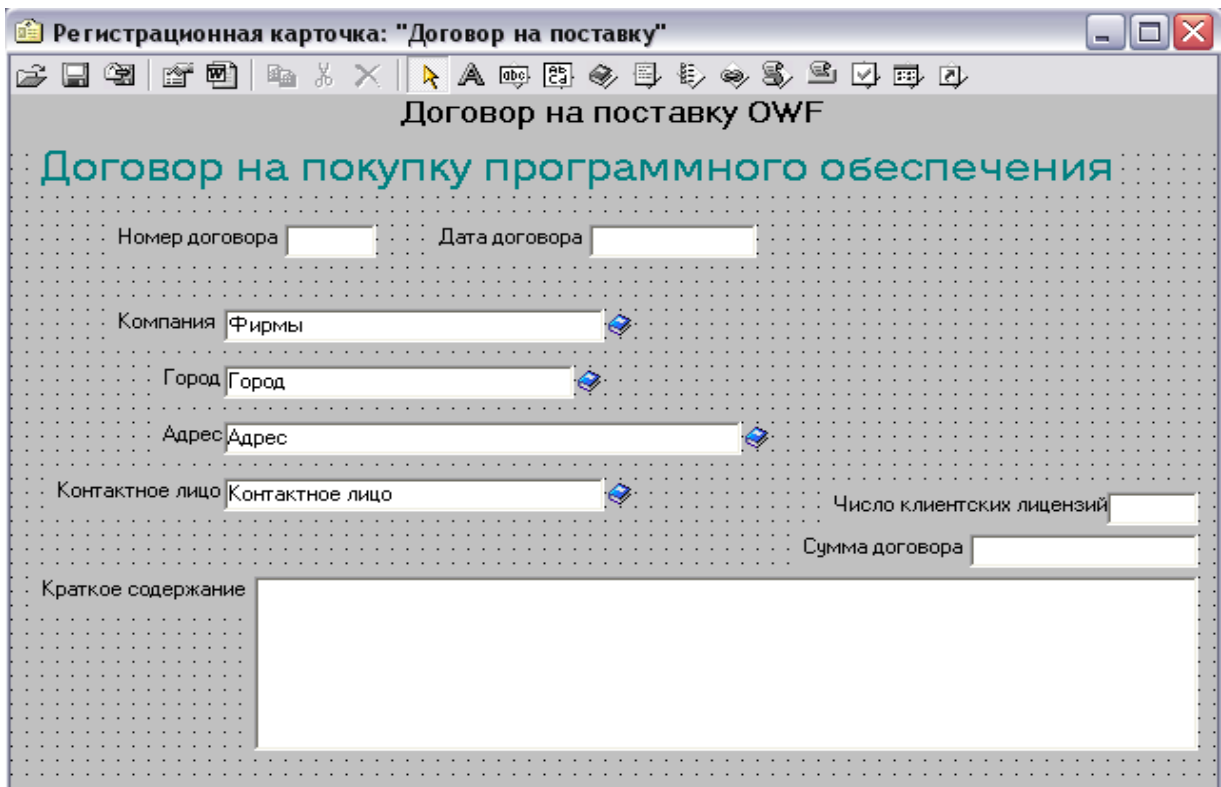 Регистрационная карточка: "Договор на поставку"
Договор на поставку OWF
Договор на покупку программного обеспечения
Номер договора Дата договора
Компания Фирмы
Город Город
Адрес Адрес
Контактное лицо Контактное лицо
Число клиентских лицензий
Сумма договора
Краткое содержание